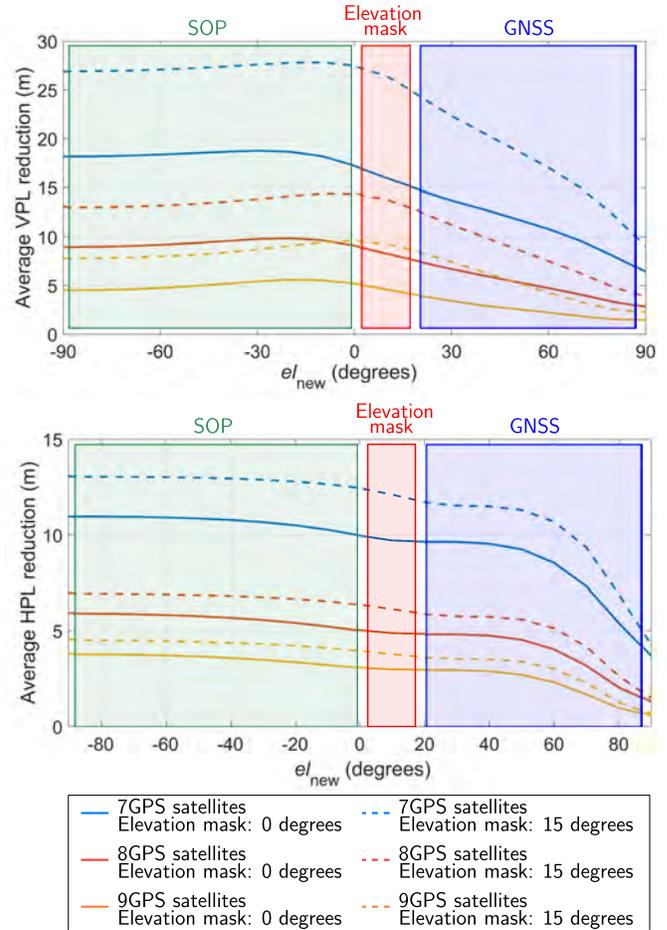 Elevation
SOP mask GNSS
30
25
20
15
10
5
0
Average VPL reduction (m)
-90 -60 -30 0 30 60 90
elnew (degrees)
Elevation
SOP mask GNSS
15
10
5
0
Average HPL reduction (m)
-80 -60 -40 -20 0 20 40 60 80
elnew (degrees)
7GPS satellites 7GPS satellites
Elevation mask: 0 degrees Elevation mask: 15 degrees
8GPS satellites 8GPS satellites
Elevation mask: 0 degrees Elevation mask: 15 degrees
9GPS satellites 9GPS satellites
Elevation mask: 0 degrees Elevation mask: 15 degrees